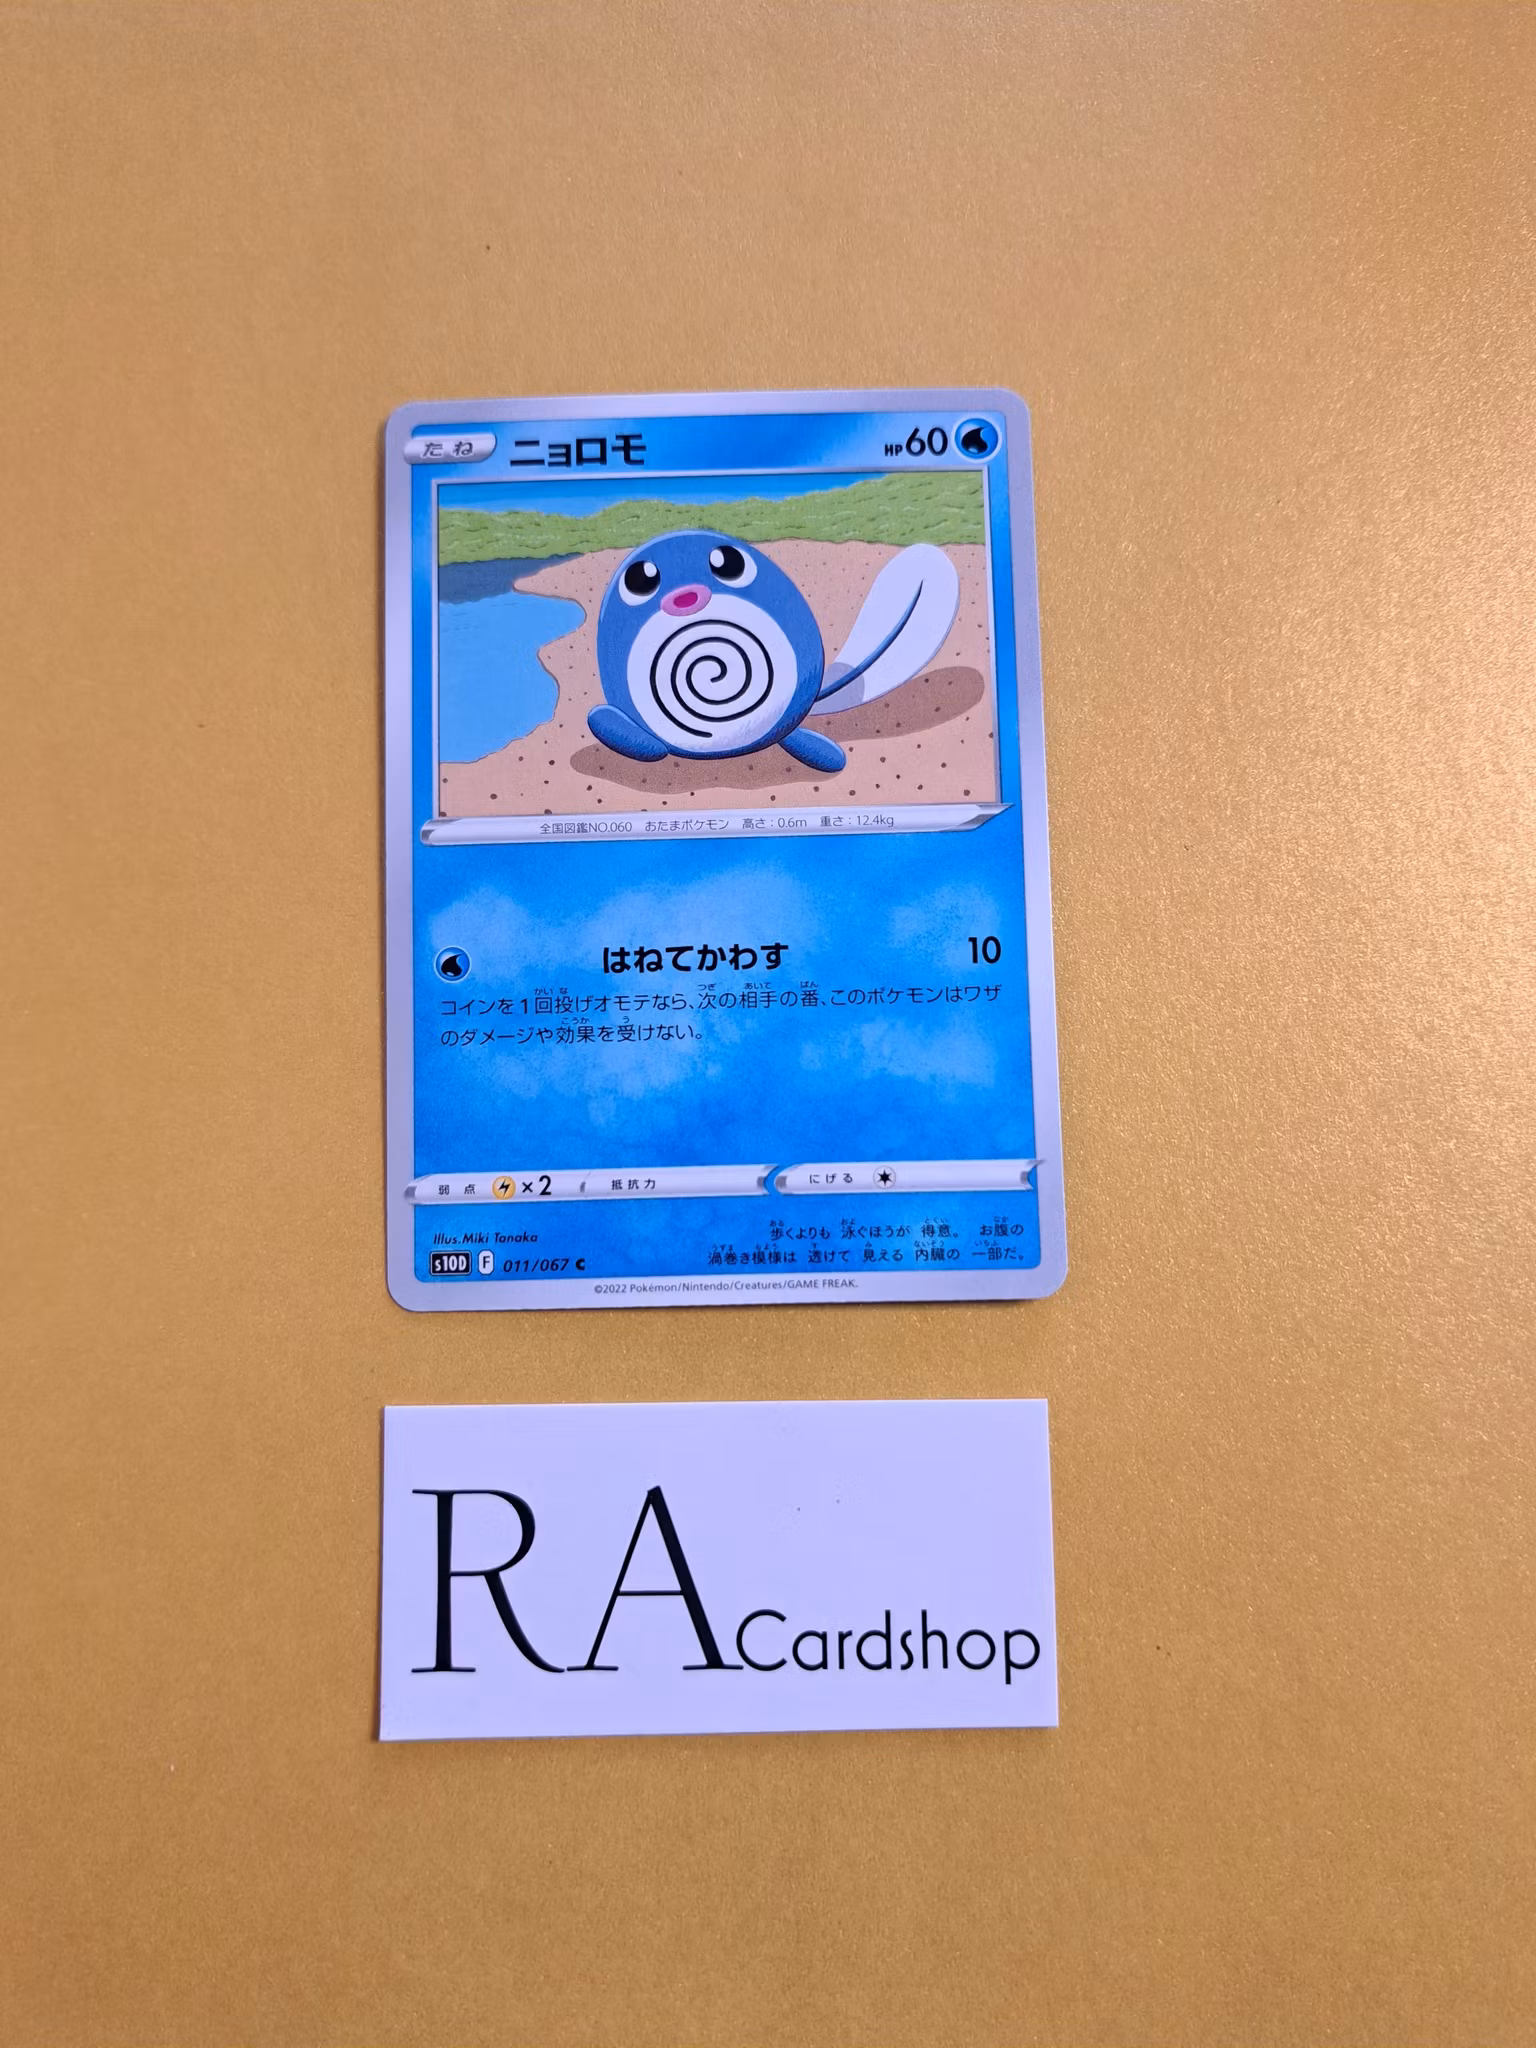 たね ニョロモ HP60
全国図鑑NO.060 おたまポケモン 高さ：0.6m 重さ：12.4kg
はねてかわす 10
コインを1回投げオモテなら、次の相手の番、このポケモンはワザ
のダメージや効果を受けない。
弱点 ×2 抵抗力 にげる
Illus.Miki Tanaka
歩くよりも 泳ぐほうが 得意。 お腹の
渦巻き模様は 透けて 見える 内臓の 一部だ。
s10D F 011/067 C
©2022 Pokémon/Nintendo/Creatures/GAME FREAK.
RA Cardshop